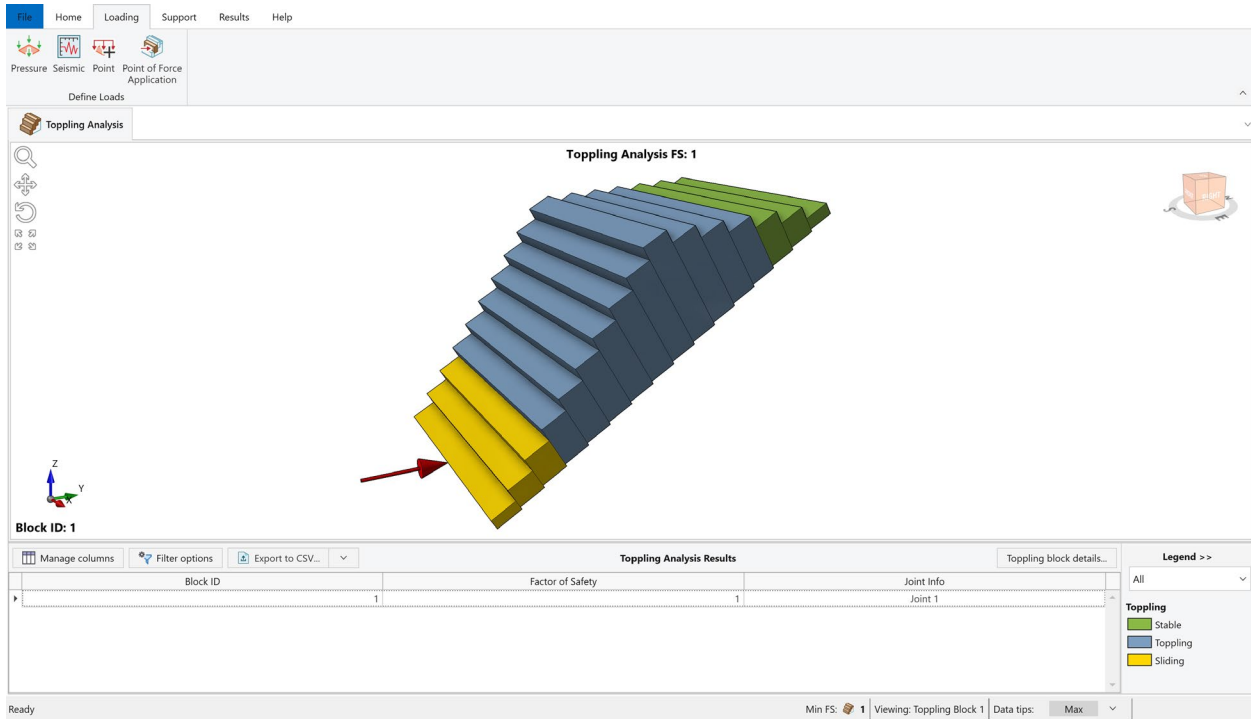 File Home Loading Support Results Help
Pressure Seismic Point Point of Force Application
Define Loads
Toppling Analysis
Toppling Analysis FS: 1
Z
Y
X
Block ID: 1
Manage columns Filter options Export to CSV... Toppling Analysis Results Toppling block details... Legend >>
Block ID Factor of Safety Joint Info All
1 1 Joint 1
Toppling
Stable
Toppling
Sliding
Ready Min FS: 1 Viewing: Toppling Block 1 Data tips: Max